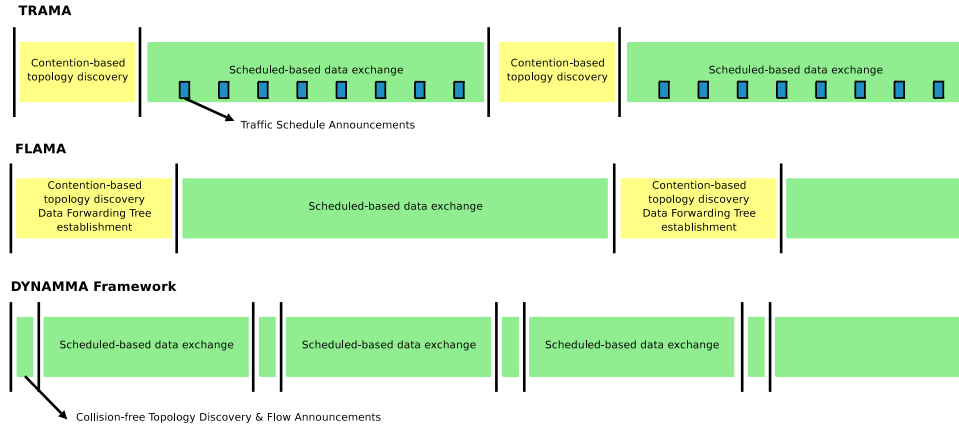 TRAMA
Contention-based
topology discovery
Scheduled-based data exchange
Contention-based
topology discovery
Scheduled-based data exchange
Traffic Schedule Announcements
FLAMA
Contention-based
topology discovery
Data Forwarding Tree
establishment
Scheduled-based data exchange
Contention-based
topology discovery
Data Forwarding Tree
establishment
DYNAMMA Framework
Scheduled-based data exchange
Scheduled-based data exchange
Scheduled-based data exchange
Collision-free Topology Discovery & Flow Announcements